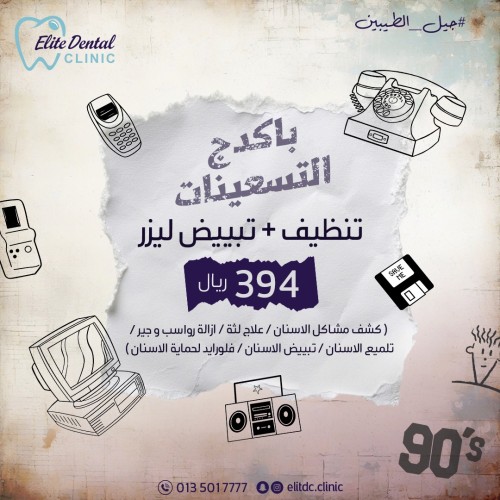 Elite Dental
CLINIC
#جيل_الطيبين
باكدج
التسعينات
تنظيف + تبييض ليزر
394 ريال
( كشف مشاكل الاسنان / علاج لثة / ازالة رواسب و جير /
تلميع الاسنان / تبييض الاسنان / فلورايد لحماية الاسنان )
SAVE
ME
90's
013 5017777
elitdc.clinic